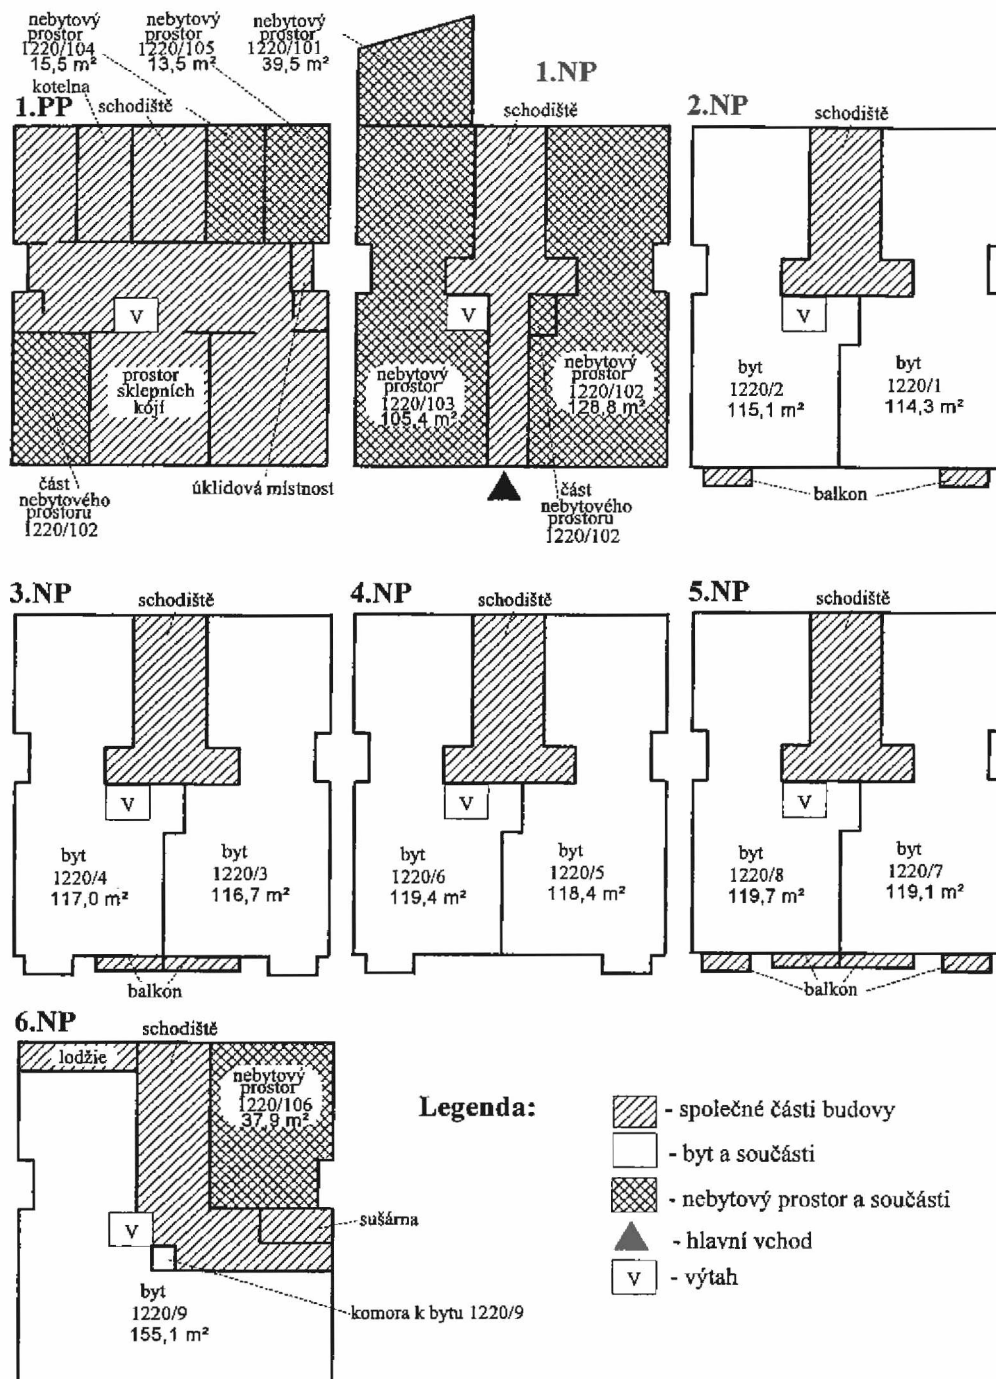 nebytový
prostor
1220/104
15,5 m²
nebytový
prostor
1220/105
13,5 m²
nebytový
prostor
1220/101
39,5 m²
kotelna
1.PP
schodiště
V
prostor
sklepních
kójí
část
nebytového
prostoru
1220/102
úklidová místnost
1.NP
schodiště
V
nebytový
prostor
1220/103
105,4 m²
nebytový
prostor
1220/102
128,8 m²
část
nebytového
prostoru
1220/102
2.NP
schodiště
V
byt
1220/2
115,1 m²
byt
1220/1
114,3 m²
balkon
3.NP
schodiště
V
byt
1220/4
117,0 m²
byt
1220/3
116,7 m²
balkon
4.NP
schodiště
V
byt
1220/6
119,4 m²
byt
1220/5
118,4 m²
5.NP
schodiště
V
byt
1220/8
119,7 m²
byt
1220/7
119,1 m²
balkon
6.NP
schodiště
lodžie
nebytový
prostor
1220/106
37,9 m²
V
sušárna
byt
1220/9
155,1 m²
komora k bytu 1220/9
Legenda:
- společné části budovy
- byt a součásti
- nebytový prostor a součásti
- hlavní vchod
V - výtah